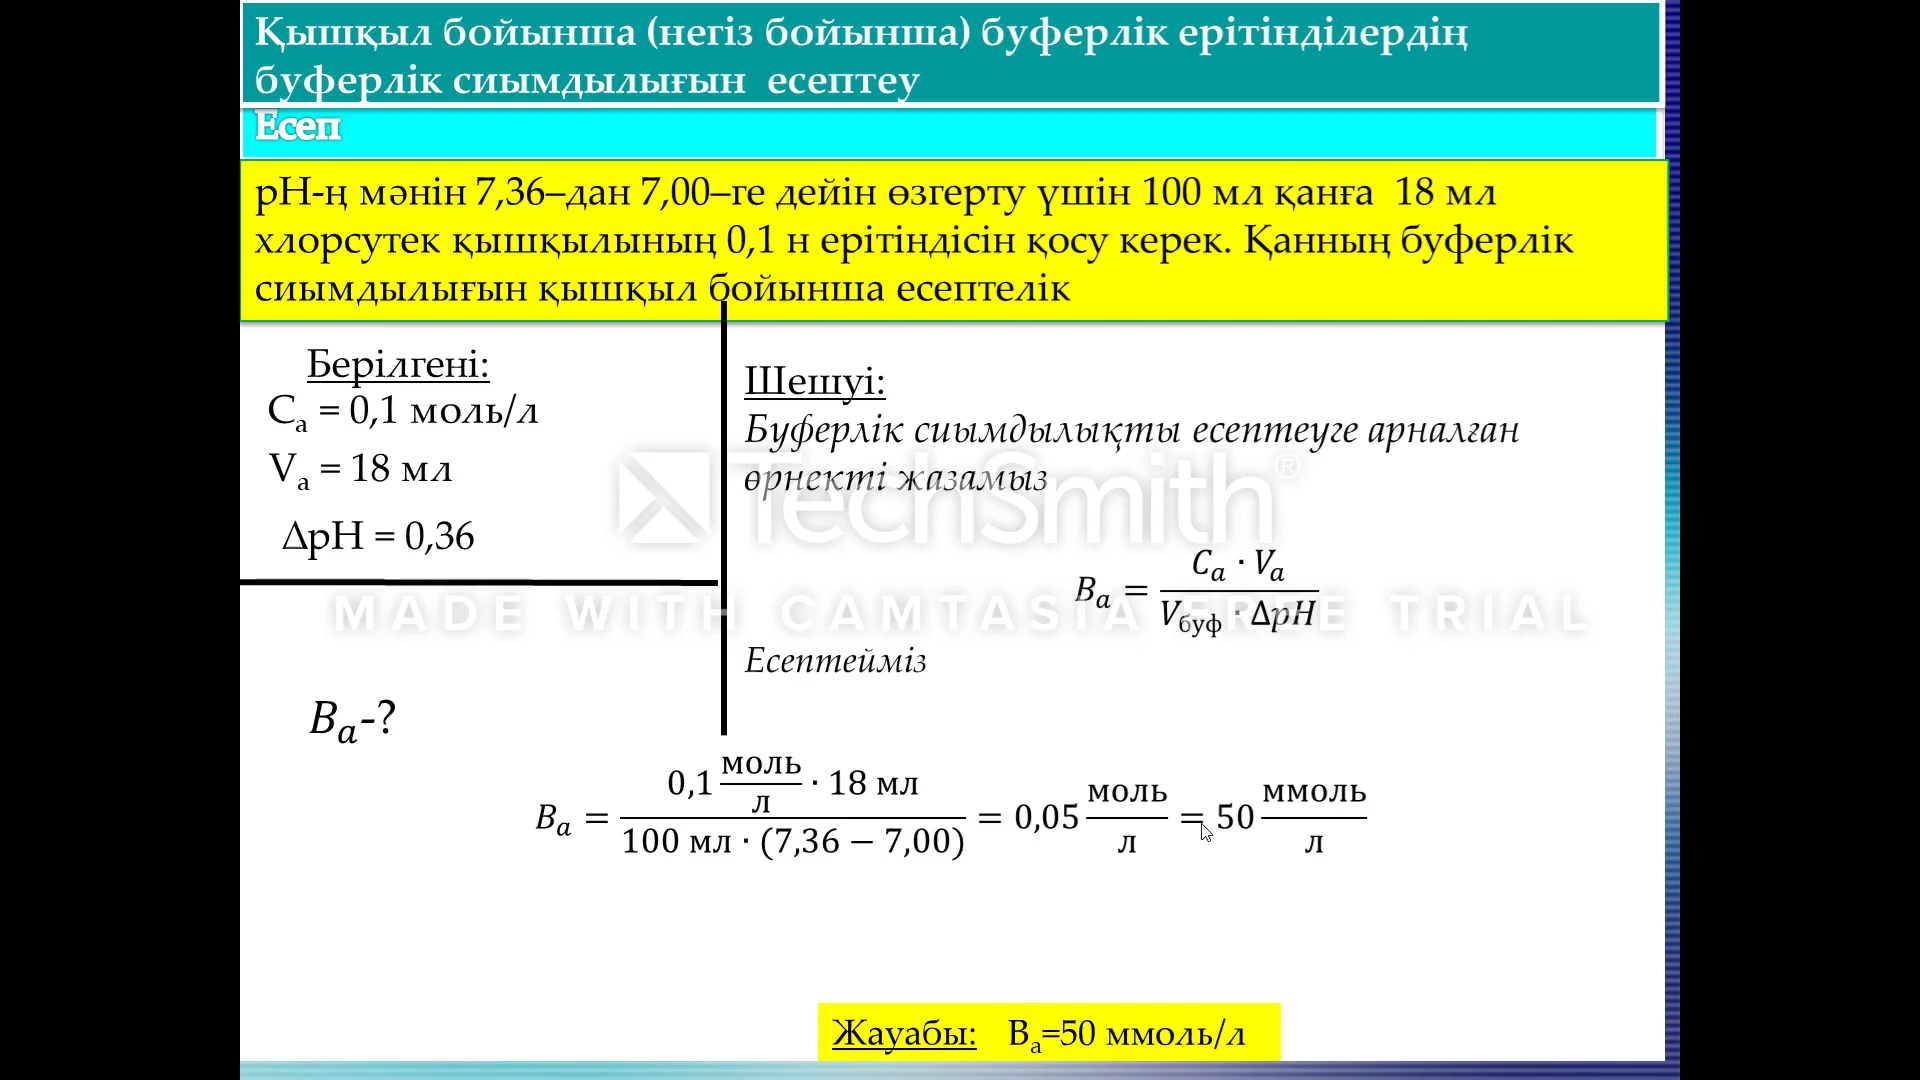 Қышқыл бойынша (негіз бойынша) буферлік ерітінділердің
буферлік сиымдылығын есептеу
Есеп
рН-ң мәнін 7,36–дан 7,00–ге дейін өзгерту үшін 100 мл қанға 18 мл
хлорсутек қышқылының 0,1 н ерітіндісін қосу керек. Қанның буферлік
сиымдылығын қышқыл бойынша есептелік
Берілгені:
Cₐ = 0,1 моль/л
Vₐ = 18 мл
ΔpH = 0,36
Bₐ-?
Шешуі:
Буферлік сиымдылықты есептеуге арналған
өрнекті жазамыз
Bₐ = (Cₐ · Vₐ) / (V_буф · ΔpH)
Есептейміз
Bₐ = (0,1 моль/л · 18 мл) / (100 мл · (7,36 − 7,00)) = 0,05 моль/л = 50 ммоль/л
Жауабы: Bₐ=50 ммоль/л
TechSmith®
MADE WITH CAMTASIA FREE TRIAL